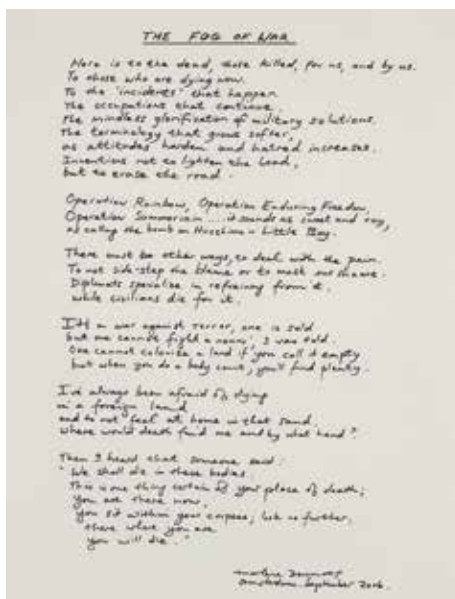 THE FOG OF WAR
Here is to the dead, those killed, for us, and by us.
To those who are dying now.
To the "incidents" that happen.
The occupations that continue.
The mindless glorification of military solutions.
The terminology that grows softer,
as attitudes harden and hatred increases.
Inventions not to lighten the load,
but to erase the road.
Operation Rainbow, Operation Enduring Freedom,
Operation Summerrain ... it sounds as sweet and
as calling the bomb on Hiroshima - Little Boy.
There must be other ways, to deal with the pain.
To not side-step the blame or to mask our shame.
Diplomats specialize in refraining from it.
while civilians die for it.
It's a war against terror, one is told
but one cannot fight a noun, I was told.
One cannot colonize a land if you call it empty
but when you do a body count, you'll find plenty.
I've always been afraid of dying
in a foreign land
and to not feel at home in that sand.
Where would death find me and by what hand?
Then I heard that someone said:
"We shall die in these bodies.
This is one thing certain of your place of death;
you are there now,
you sit within your corpse, look no further,
there where you are
you will die."
Marlene Dumas
Amsterdam September 2006